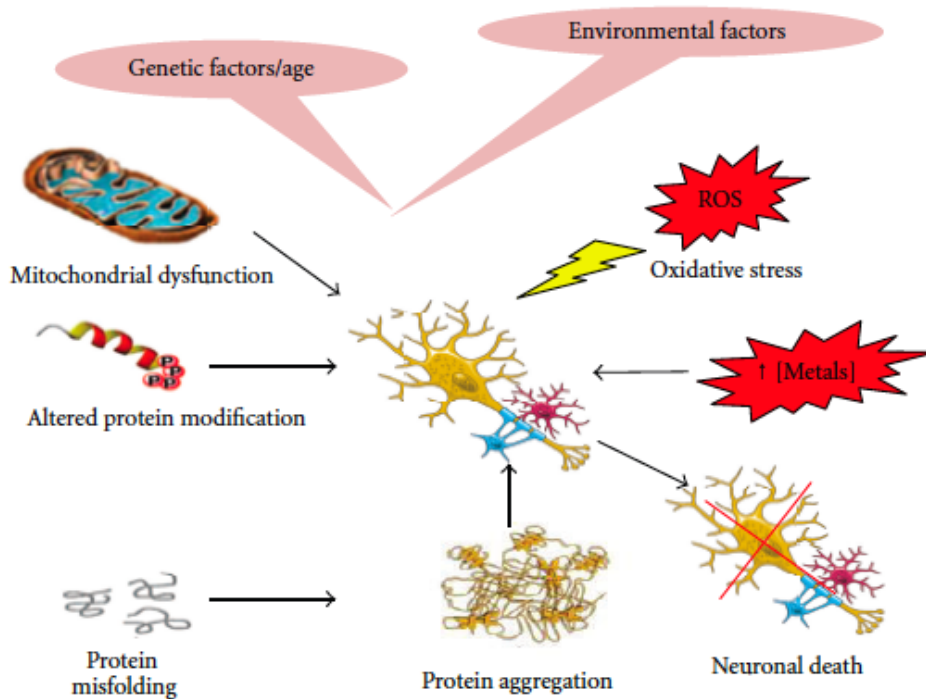 Environmental factors
Genetic factors/age
ROS
Mitochondrial dysfunction
Oxidative stress
P
P
P
P
↑ [Metals]
Altered protein modification
Protein
misfolding
Protein aggregation
Neuronal death